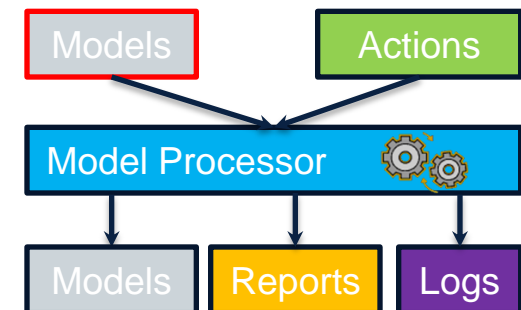 Models
Actions
Model Processor
Models
Reports
Logs